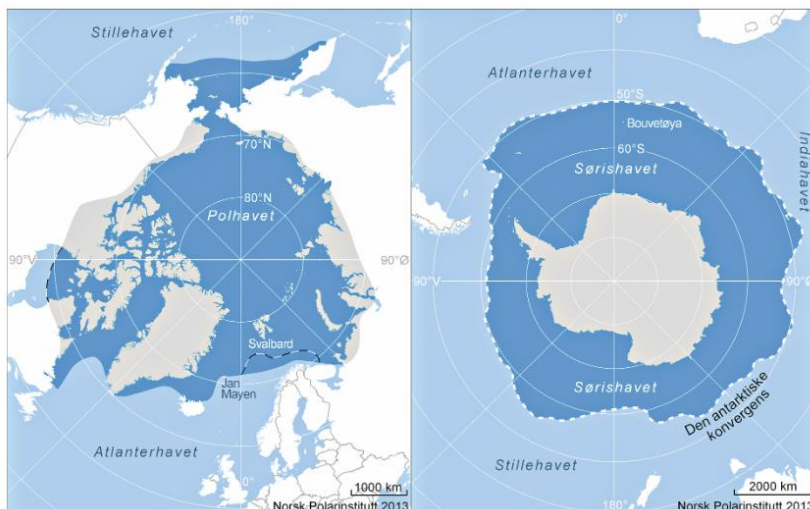 180°
Stillehavet
70°N
80°N
Polhavet
90°V
90°Ø
Svalbard
Jan
Mayen
Atlanterhavet
0°
1000 km
Norsk Polarinstitutt 2013
0°
Atlanterhavet
50°S
Bouvetøya
60°S
Sørishavet
Indiahavet
90°V
90°Ø
Sørishavet
Den antarktiske
konvergens
Stillehavet
180°
2000 km
Norsk Polarinstitutt 2013